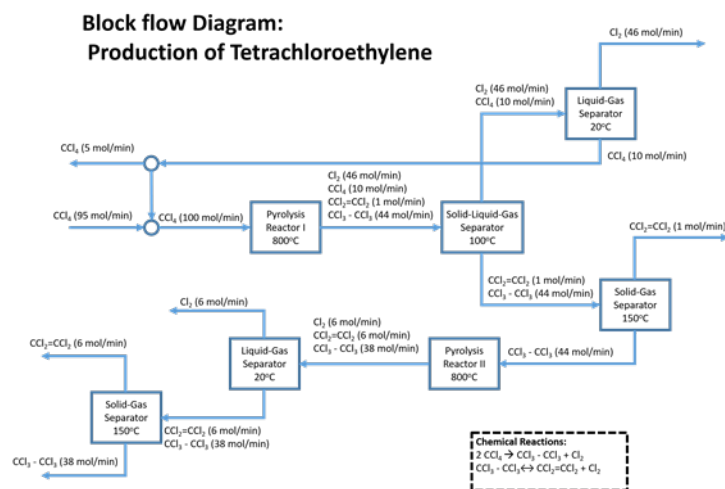 Block flow Diagram:
Production of Tetrachloroethylene
Cl₂ (46 mol/min)
Cl₂ (46 mol/min)
CCl₄ (10 mol/min)
Liquid-Gas
Separator
20°C
CCl₄ (5 mol/min)
CCl₄ (10 mol/min)
Cl₂ (46 mol/min)
CCl₄ (10 mol/min)
CCl₂=CCl₂ (1 mol/min)
CCl₃ - CCl₃ (44 mol/min)
CCl₄ (95 mol/min)
CCl₄ (100 mol/min)
Pyrolysis
Reactor I
800°C
Solid-Liquid-Gas
Separator
100°C
CCl₂=CCl₂ (1 mol/min)
CCl₂=CCl₂ (1 mol/min)
CCl₃ - CCl₃ (44 mol/min)
Solid-Gas
Separator
150°C
Cl₂ (6 mol/min)
Cl₂ (6 mol/min)
CCl₂=CCl₂ (6 mol/min)
CCl₃ - CCl₃ (38 mol/min)
CCl₂=CCl₂ (6 mol/min)
Liquid-Gas
Separator
20°C
Pyrolysis
Reactor II
800°C
CCl₃ - CCl₃ (44 mol/min)
Solid-Gas
Separator
150°C
CCl₂=CCl₂ (6 mol/min)
CCl₃ - CCl₃ (38 mol/min)
CCl₃ - CCl₃ (38 mol/min)
Chemical Reactions:
2 CCl₄ → CCl₃ - CCl₃ + Cl₂
CCl₃ - CCl₃ ↔ CCl₂=CCl₂ + Cl₂